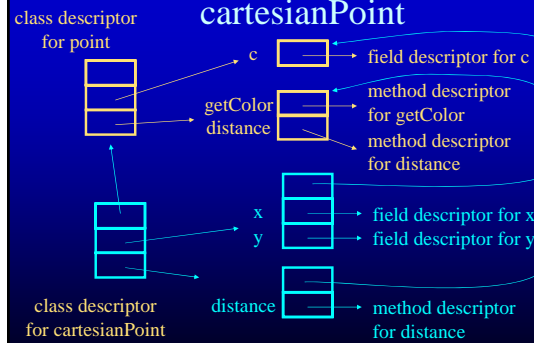 cartesianPoint
class descriptor
for point
c
field descriptor for c
getColor
distance
method descriptor
for getColor
method descriptor
for distance
x
y
field descriptor for x
field descriptor for y
class descriptor
for cartesianPoint
distance
method descriptor
for distance